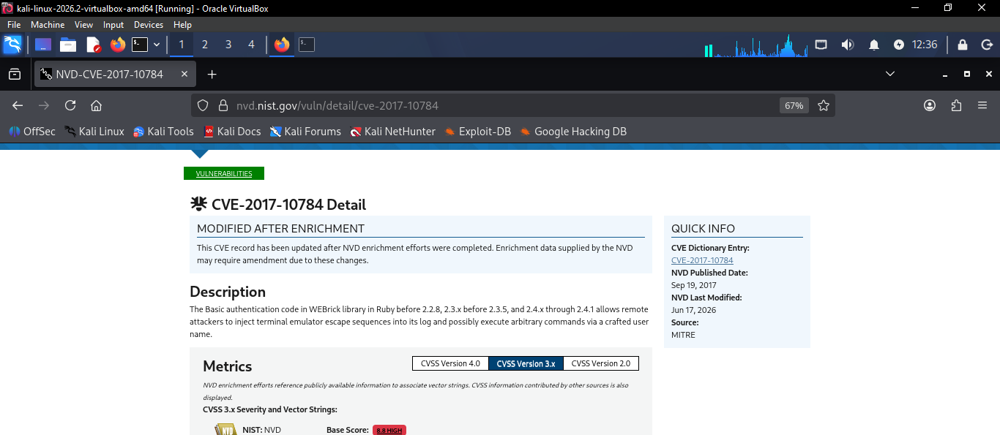 kali-linux-2026.2-virtualbox-amd64 [Running] - Oracle VirtualBox
File Machine View Input Devices Help
1 2 3 4
12:36
NVD-CVE-2017-10784
nvd.nist.gov/vuln/detail/cve-2017-10784
67%
OffSec Kali Linux Kali Tools Kali Docs Kali Forums Kali NetHunter Exploit-DB Google Hacking DB
VULNERABILITIES
CVE-2017-10784 Detail
MODIFIED AFTER ENRICHMENT
This CVE record has been updated after NVD enrichment efforts were completed. Enrichment data supplied by the NVD
may require amendment due to these changes.
Description
The Basic authentication code in WEBrick library in Ruby before 2.2.8, 2.3.x before 2.3.5, and 2.4.x through 2.4.1 allows remote
attackers to inject terminal emulator escape sequences into its log and possibly execute arbitrary commands via a crafted user
name.
Metrics
CVSS Version 4.0 CVSS Version 3.x CVSS Version 2.0
NVD enrichment efforts reference publicly available information to associate vector strings. CVSS information contributed by other sources is also
displayed.
CVSS 3.x Severity and Vector Strings:
NVD
NIST: NVD
Base Score: 8.8 HIGH
QUICK INFO
CVE Dictionary Entry:
CVE-2017-10784
NVD Published Date:
Sep 19, 2017
NVD Last Modified:
Jun 17, 2026
Source:
MITRE